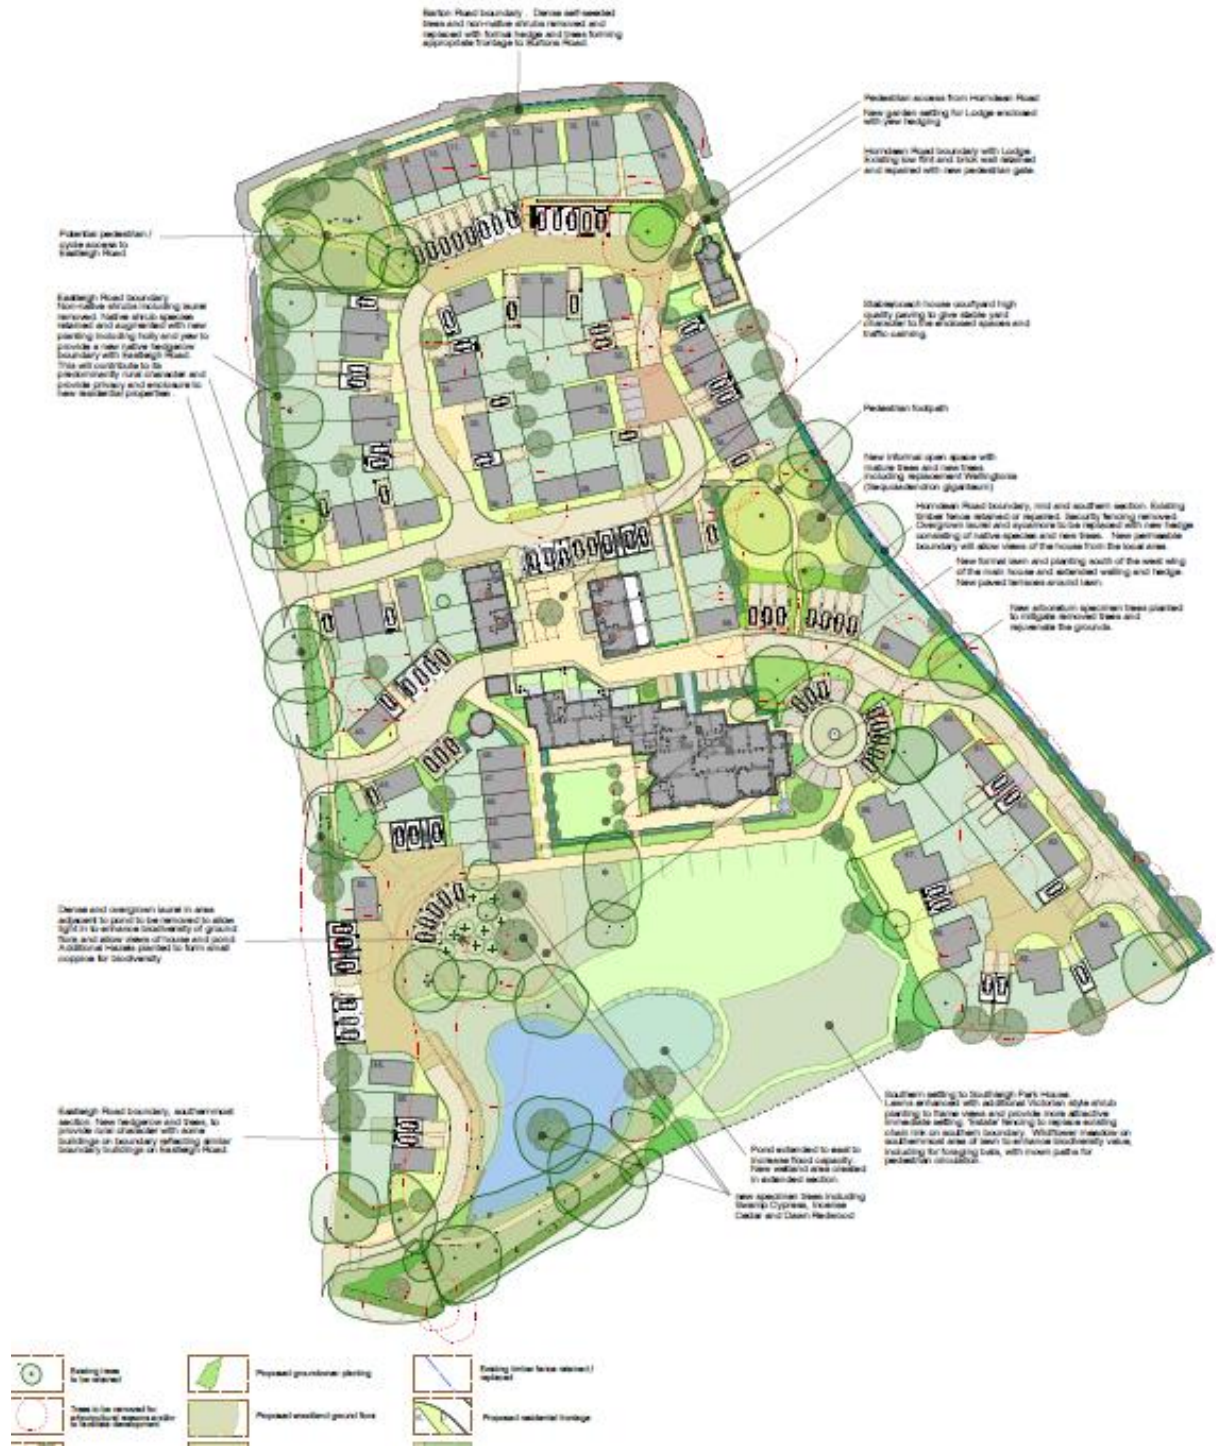 Barton Road boundary . Dense self-seeded
trees and non-native shrubs removed and
replaced with formal hedge and trees forming
appropriate frontage to Bartons Road.
Pedestrian access from Horndean Road
New garden setting for Lodge enclosed
with yew hedging
Horndean Road boundary with Lodge.
Existing low flint and brick wall retained
and repaired with new pedestrian gate.
Potential pedestrian /
cycle access to
Eastleigh Road.
Eastleigh Road boundary
Non-native shrubs including laurel
removed. Native shrub species
retained and augmented with new
planting including holly and yew to
provide a new native hedgerow
boundary with Eastleigh Road.
This will contribute to its
predominantly rural character and
provide privacy and enclosure to
new residential properties
Stable/coach house courtyard high
quality paving to give stable yard
character to the enclosed spaces and
traffic calming.
Pedestrian footpath
New informal open space with
mature trees and new trees
including replacement Wellingtonia
(Sequoiadendron giganteum)
Horndean Road boundary, mid and southern section. Existing
timber fence retained or repaired. Security fencing removed.
Overgrown laurel and sycamore to be replaced with new hedge
consisting of native species and new trees. New permeable
boundary will allow views of the house from the local area.
New formal lawn and planting south of the west wing
of the main house and extended walling and hedge.
New paved terraces around lawn.
New arboretum specimen trees planted
to mitigate removed trees and
rejuvenate the grounds.
Dense and overgrown laurel in area
adjacent to pond to be removed to allow
light in to enhance biodiversity of ground
flora and allow views of house and pond
Additional Hazels planted to form small
coppice for biodiversity
Eastleigh Road boundary, southernmost
section. New hedgerow and trees, to
provide rural character with some
buildings on boundary reflecting similar
boundary buildings on Eastleigh Road.
Southern setting to Southleigh Park House
Lawns enhanced with additional Victorian style shrub
planting to frame views and provide more attractive
immediate setting. 'Estate' fencing to replace existing
chain link on southern boundary. Wildflower meadow on
southernmost area of lawn to enhance biodiversity value,
including for foraging bats, with mown paths for
pedestrian circulation.
Pond extended to east to
increase flood capacity.
New wetland area created
in extended section.
new specimen trees including
Swamp Cypress, Incense
Cedar and Dawn Redwood
Existing trees
to be retained
Proposed groundcover planting
Existing timber fence retained /
replaced
Trees to be removed for
arboricultural reasons and/or
to facilitate development
Proposed woodland ground flora
Proposed residential frontage